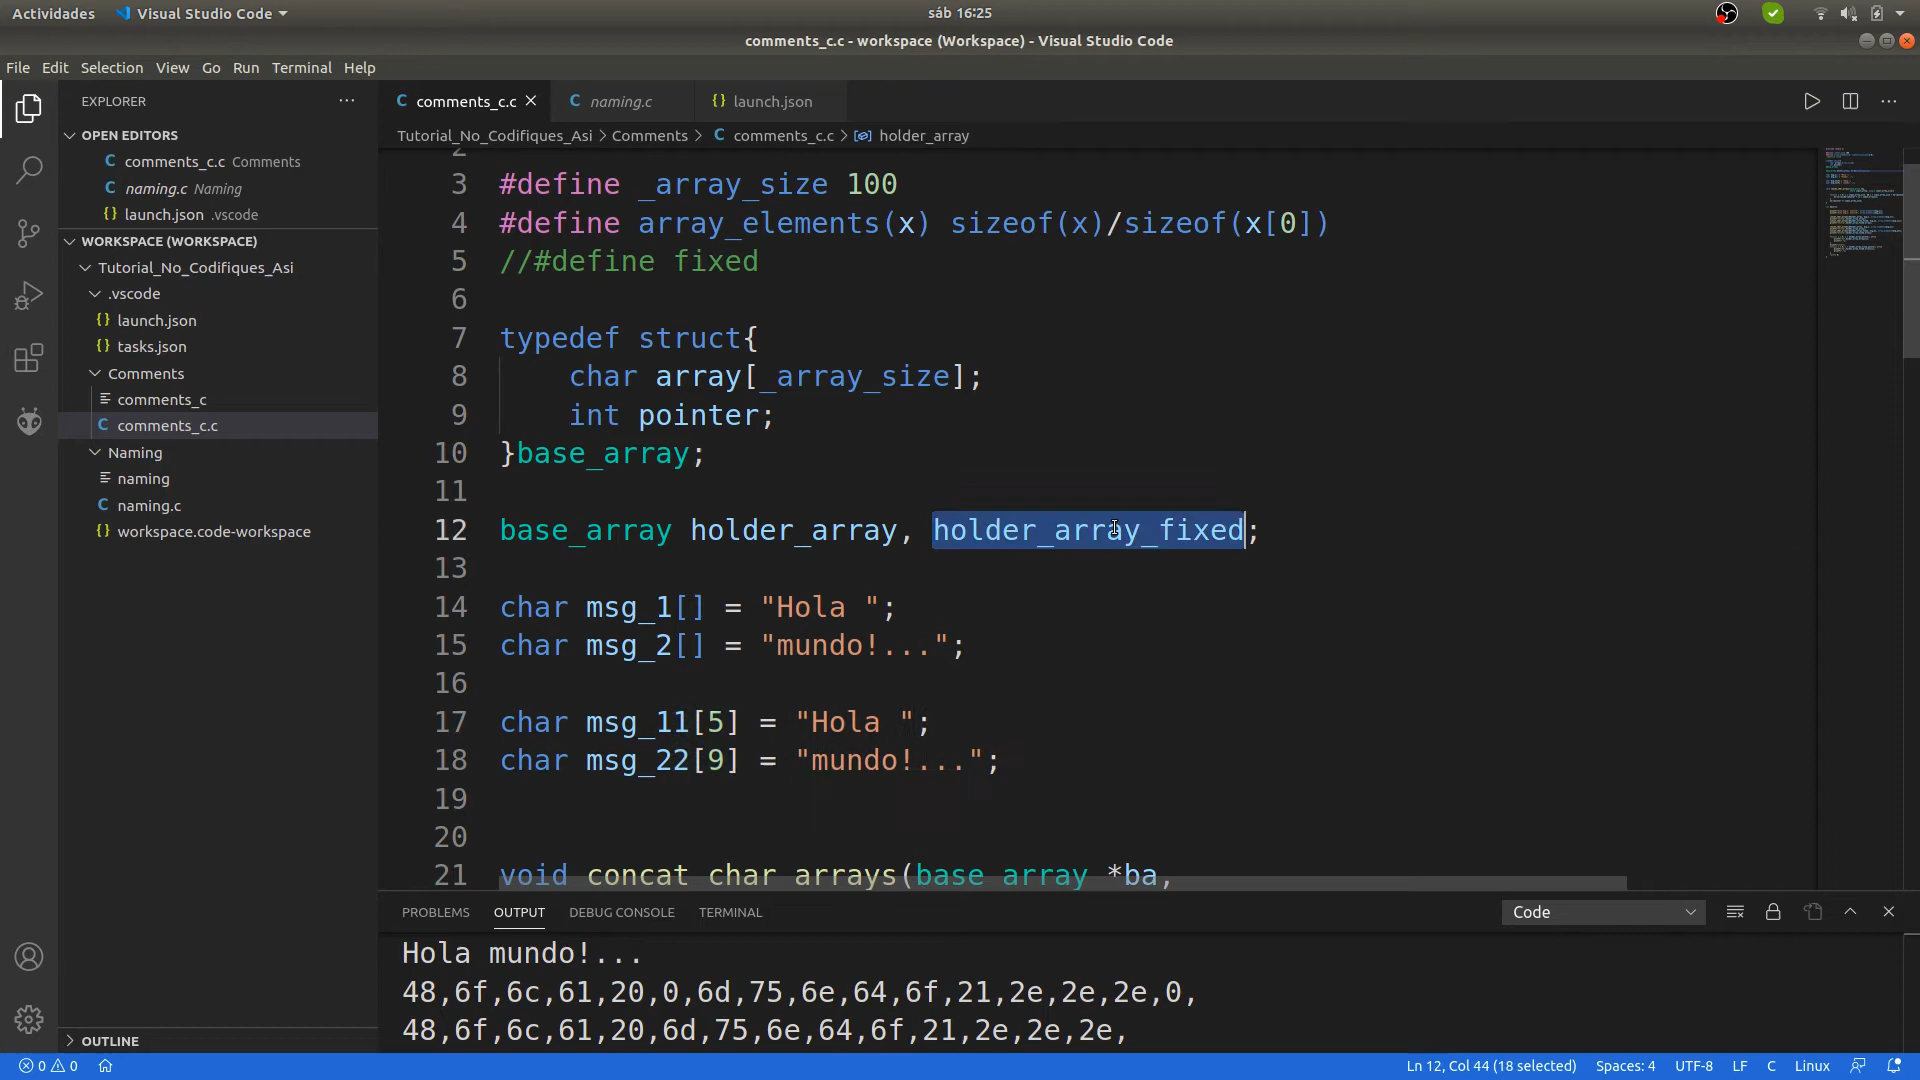 Actividades
Visual Studio Code
sáb 16:25
comments_c.c - workspace (Workspace) - Visual Studio Code
File Edit Selection View Go Run Terminal Help
EXPLORER
OPEN EDITORS
comments_c.c Comments
naming.c Naming
launch.json .vscode
WORKSPACE (WORKSPACE)
Tutorial_No_Codifiques_Asi
.vscode
launch.json
tasks.json
Comments
comments_c
comments_c.c
Naming
naming
naming.c
workspace.code-workspace
OUTLINE
comments_c.c naming.c launch.json
Tutorial_No_Codifiques_Asi > Comments > comments_c.c > holder_array
2
3 #define _array_size 100
4 #define array_elements(x) sizeof(x)/sizeof(x[0])
5 //#define fixed
6
7 typedef struct{
8 char array[_array_size];
9 int pointer;
10 }base_array;
11
12 base_array holder_array, holder_array_fixed;
13
14 char msg_1[] = "Hola ";
15 char msg_2[] = "mundo!...";
16
17 char msg_11[5] = "Hola ";
18 char msg_22[9] = "mundo!...";
19
20
21 void concat_char_arrays(base_array *ba,
PROBLEMS OUTPUT DEBUG CONSOLE TERMINAL
Code
Hola mundo!...
48,6f,6c,61,20,0,6d,75,6e,64,6f,21,2e,2e,2e,0,
48,6f,6c,61,20,6d,75,6e,64,6f,21,2e,2e,2e,
0 0
Ln 12, Col 44 (18 selected) Spaces: 4 UTF-8 LF C Linux